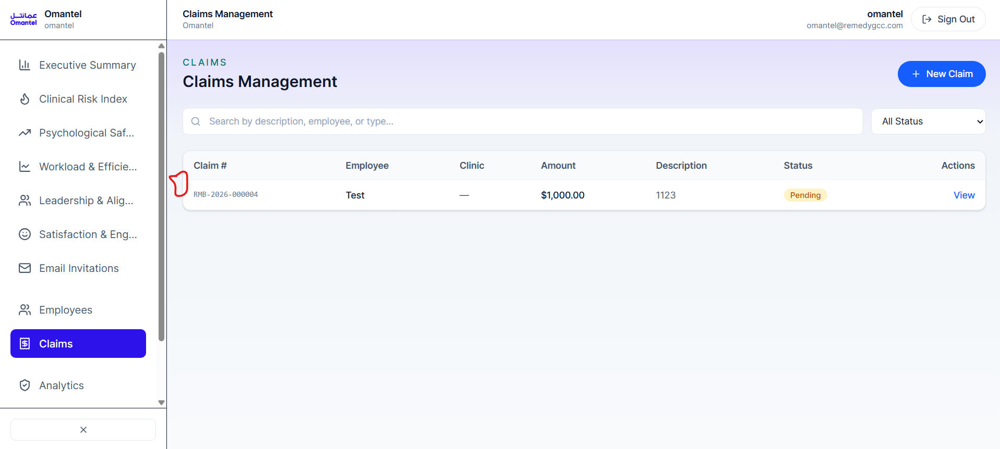 عمانتل
Omantel
Omantel
omantel
Claims Management
Omantel
omantel
omantel@remedygcc.com
Sign Out
Executive Summary
Clinical Risk Index
Psychological Saf...
Workload & Efficie...
Leadership & Alig...
Satisfaction & Eng...
Email Invitations
Employees
Claims
Analytics
CLAIMS
Claims Management
+ New Claim
Search by description, employee, or type...
All Status
Claim # Employee Clinic Amount Description Status Actions
RMB-2026-000004 Test — $1,000.00 1123 Pending View